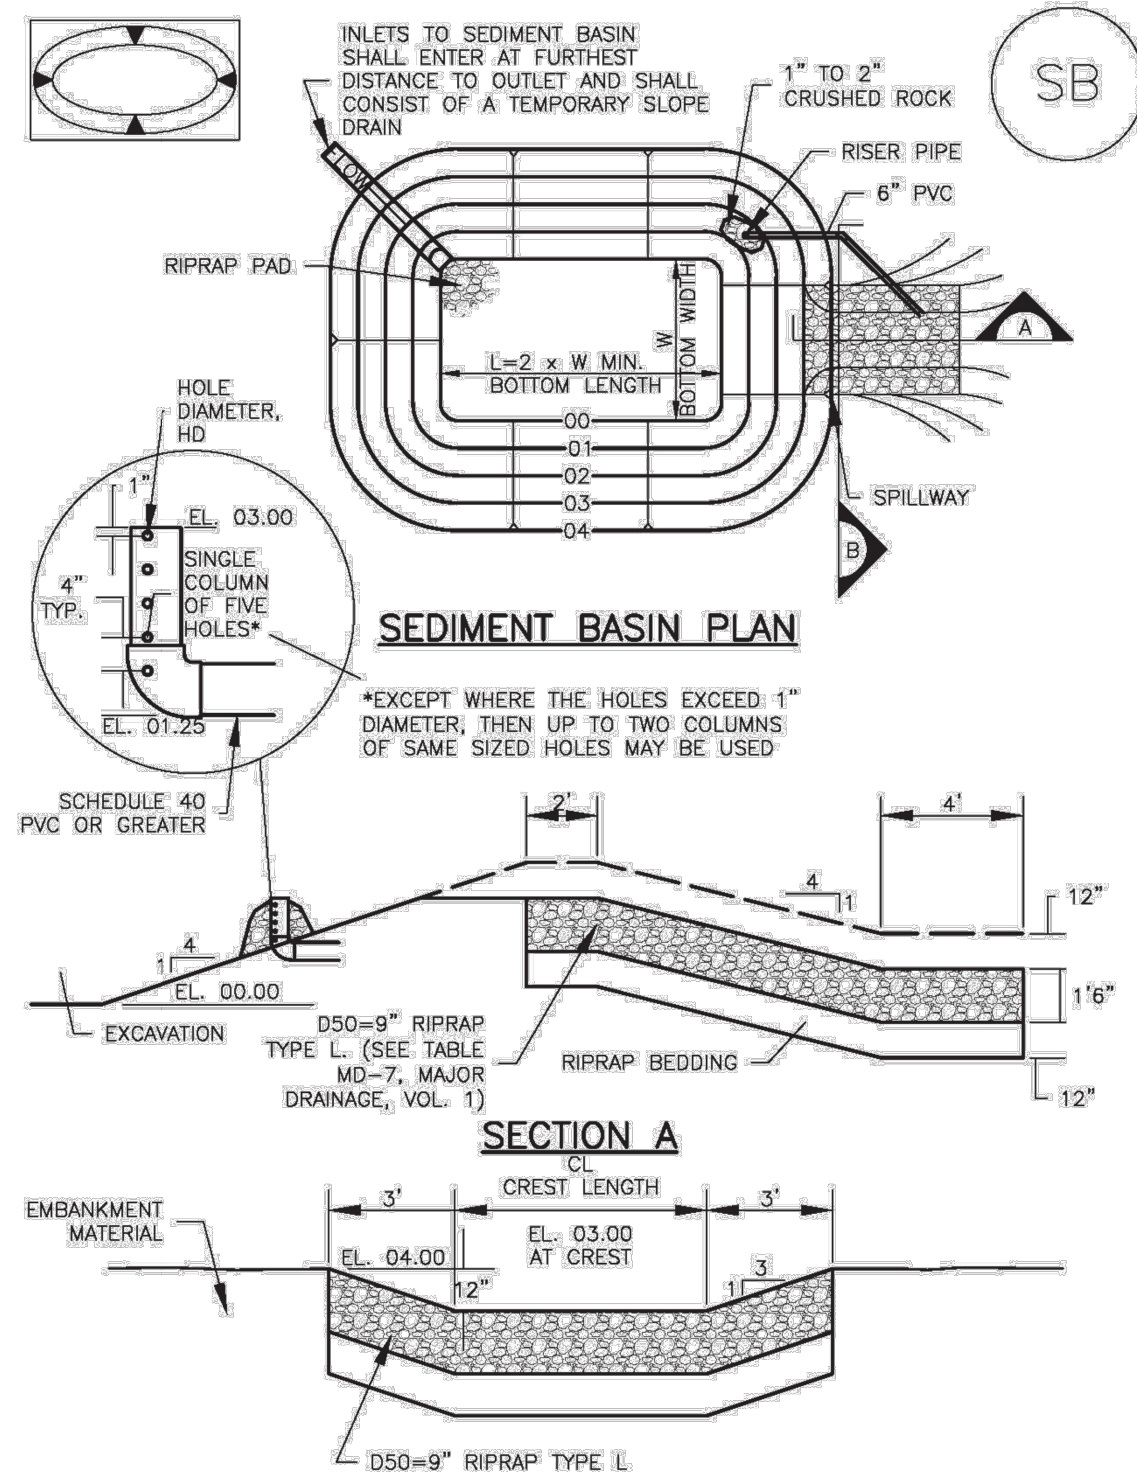 INLETS TO SEDIMENT BASIN
SHALL ENTER AT FURTHEST
DISTANCE TO OUTLET AND SHALL
CONSIST OF A TEMPORARY SLOPE
DRAIN
1" TO 2"
CRUSHED ROCK
SB
RISER PIPE
6" PVC
FLOW
RIPRAP PAD
W
BOTTOM WIDTH
L=2 x W MIN.
BOTTOM LENGTH
A
00
01
02
03
04
SPILLWAY
B
HOLE
DIAMETER,
HD
1"
EL. 03.00
4"
TYP.
SINGLE
COLUMN
OF FIVE
HOLES*
EL. 01.25
SEDIMENT BASIN PLAN
*EXCEPT WHERE THE HOLES EXCEED 1"
DIAMETER, THEN UP TO TWO COLUMNS
OF SAME SIZED HOLES MAY BE USED
SCHEDULE 40
PVC OR GREATER
2'
4'
4
1
12"
4
1
EL. 00.00
EXCAVATION
1'6"
D50=9" RIPRAP
TYPE L. (SEE TABLE
MD-7, MAJOR
DRAINAGE, VOL. 1)
RIPRAP BEDDING
12"
SECTION A
CL
CREST LENGTH
3'
3'
EMBANKMENT
MATERIAL
EL. 04.00
EL. 03.00
AT CREST
12"
3
1
D50=9" RIPRAP TYPE L